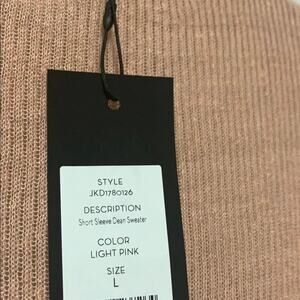 STYLE
JKD1780126
DESCRIPTION
Short Sleeve Dean Sweater
COLOR
LIGHT PINK
SIZE
L